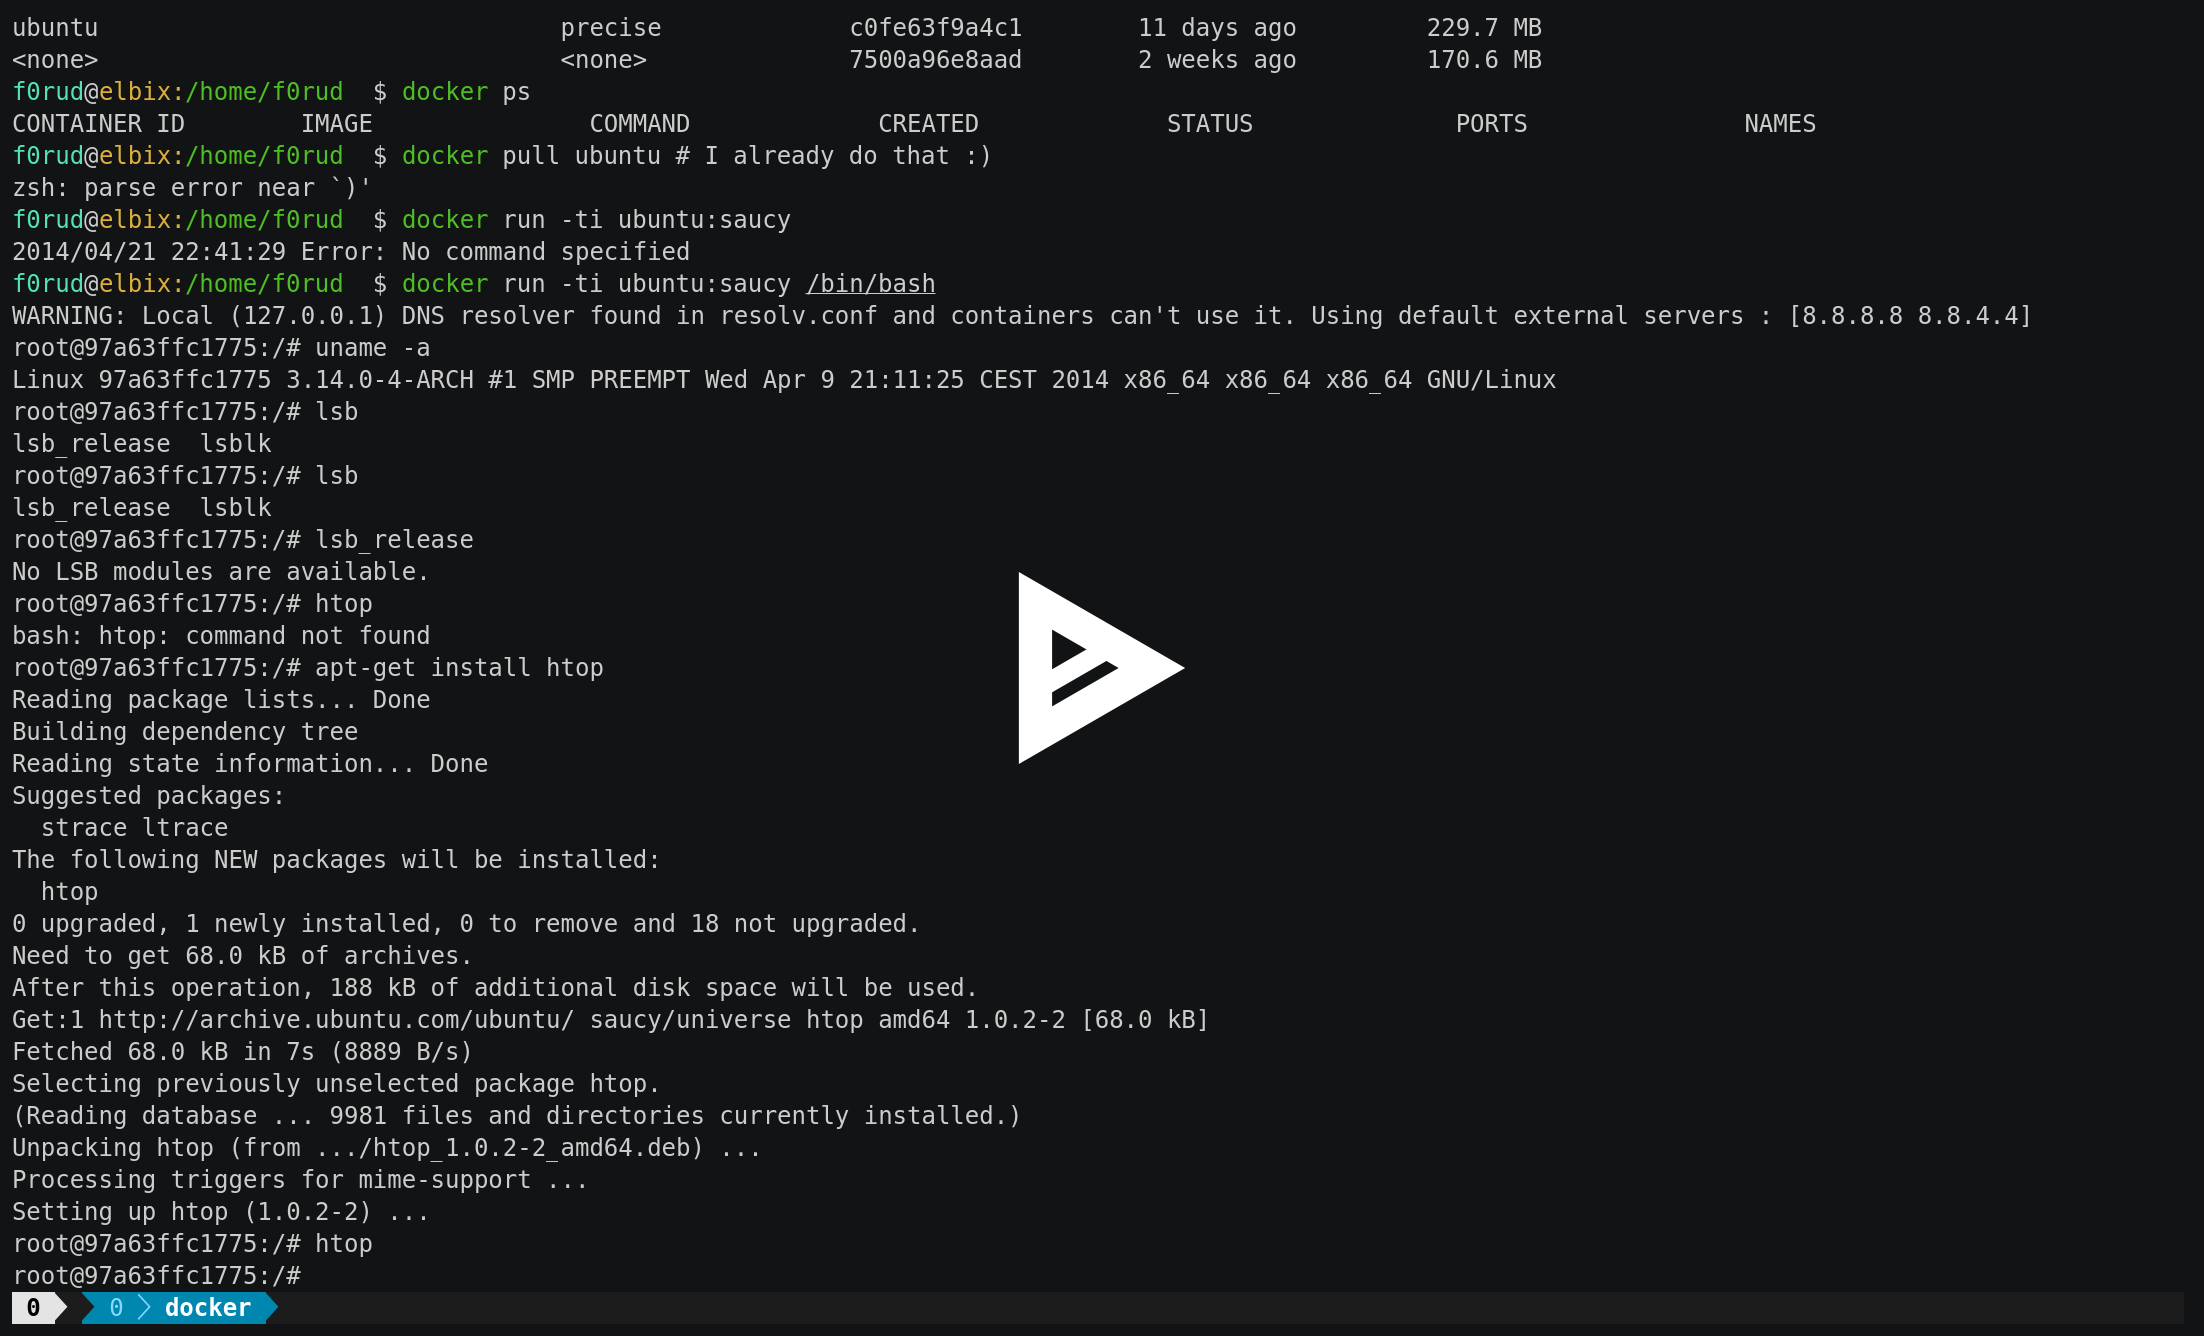 ubuntu                                precise             c0fe63f9a4c1        11 days ago         229.7 MB
<none>                                <none>              7500a96e8aad        2 weeks ago         170.6 MB
f0rud@elbix:/home/f0rud  $ docker ps
CONTAINER ID        IMAGE               COMMAND             CREATED             STATUS              PORTS               NAMES
f0rud@elbix:/home/f0rud  $ docker pull ubuntu # I already do that :)
zsh: parse error near `)'
f0rud@elbix:/home/f0rud  $ docker run -ti ubuntu:saucy
2014/04/21 22:41:29 Error: No command specified
f0rud@elbix:/home/f0rud  $ docker run -ti ubuntu:saucy /bin/bash
WARNING: Local (127.0.0.1) DNS resolver found in resolv.conf and containers can't use it. Using default external servers : [8.8.8.8 8.8.4.4]
root@97a63ffc1775:/# uname -a
Linux 97a63ffc1775 3.14.0-4-ARCH #1 SMP PREEMPT Wed Apr 9 21:11:25 CEST 2014 x86_64 x86_64 x86_64 GNU/Linux
root@97a63ffc1775:/# lsb
lsb_release  lsblk
root@97a63ffc1775:/# lsb
lsb_release  lsblk
root@97a63ffc1775:/# lsb_release
No LSB modules are available.
root@97a63ffc1775:/# htop
bash: htop: command not found
root@97a63ffc1775:/# apt-get install htop
Reading package lists... Done
Building dependency tree
Reading state information... Done
Suggested packages:
  strace ltrace
The following NEW packages will be installed:
  htop
0 upgraded, 1 newly installed, 0 to remove and 18 not upgraded.
Need to get 68.0 kB of archives.
After this operation, 188 kB of additional disk space will be used.
Get:1 http://archive.ubuntu.com/ubuntu/ saucy/universe htop amd64 1.0.2-2 [68.0 kB]
Fetched 68.0 kB in 7s (8889 B/s)
Selecting previously unselected package htop.
(Reading database ... 9981 files and directories currently installed.)
Unpacking htop (from .../htop_1.0.2-2_amd64.deb) ...
Processing triggers for mime-support ...
Setting up htop (1.0.2-2) ...
root@97a63ffc1775:/# htop
root@97a63ffc1775:/#
0 0 docker